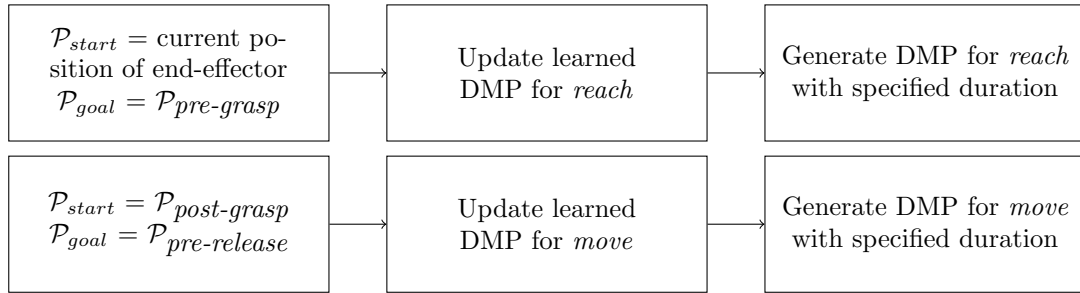 𝒫_start = current po-
sition of end-effector
𝒫_goal = 𝒫_pre-grasp
Update learned
DMP for reach
Generate DMP for reach
with specified duration
𝒫_start = 𝒫_post-grasp
𝒫_goal = 𝒫_pre-release
Update learned
DMP for move
Generate DMP for move
with specified duration